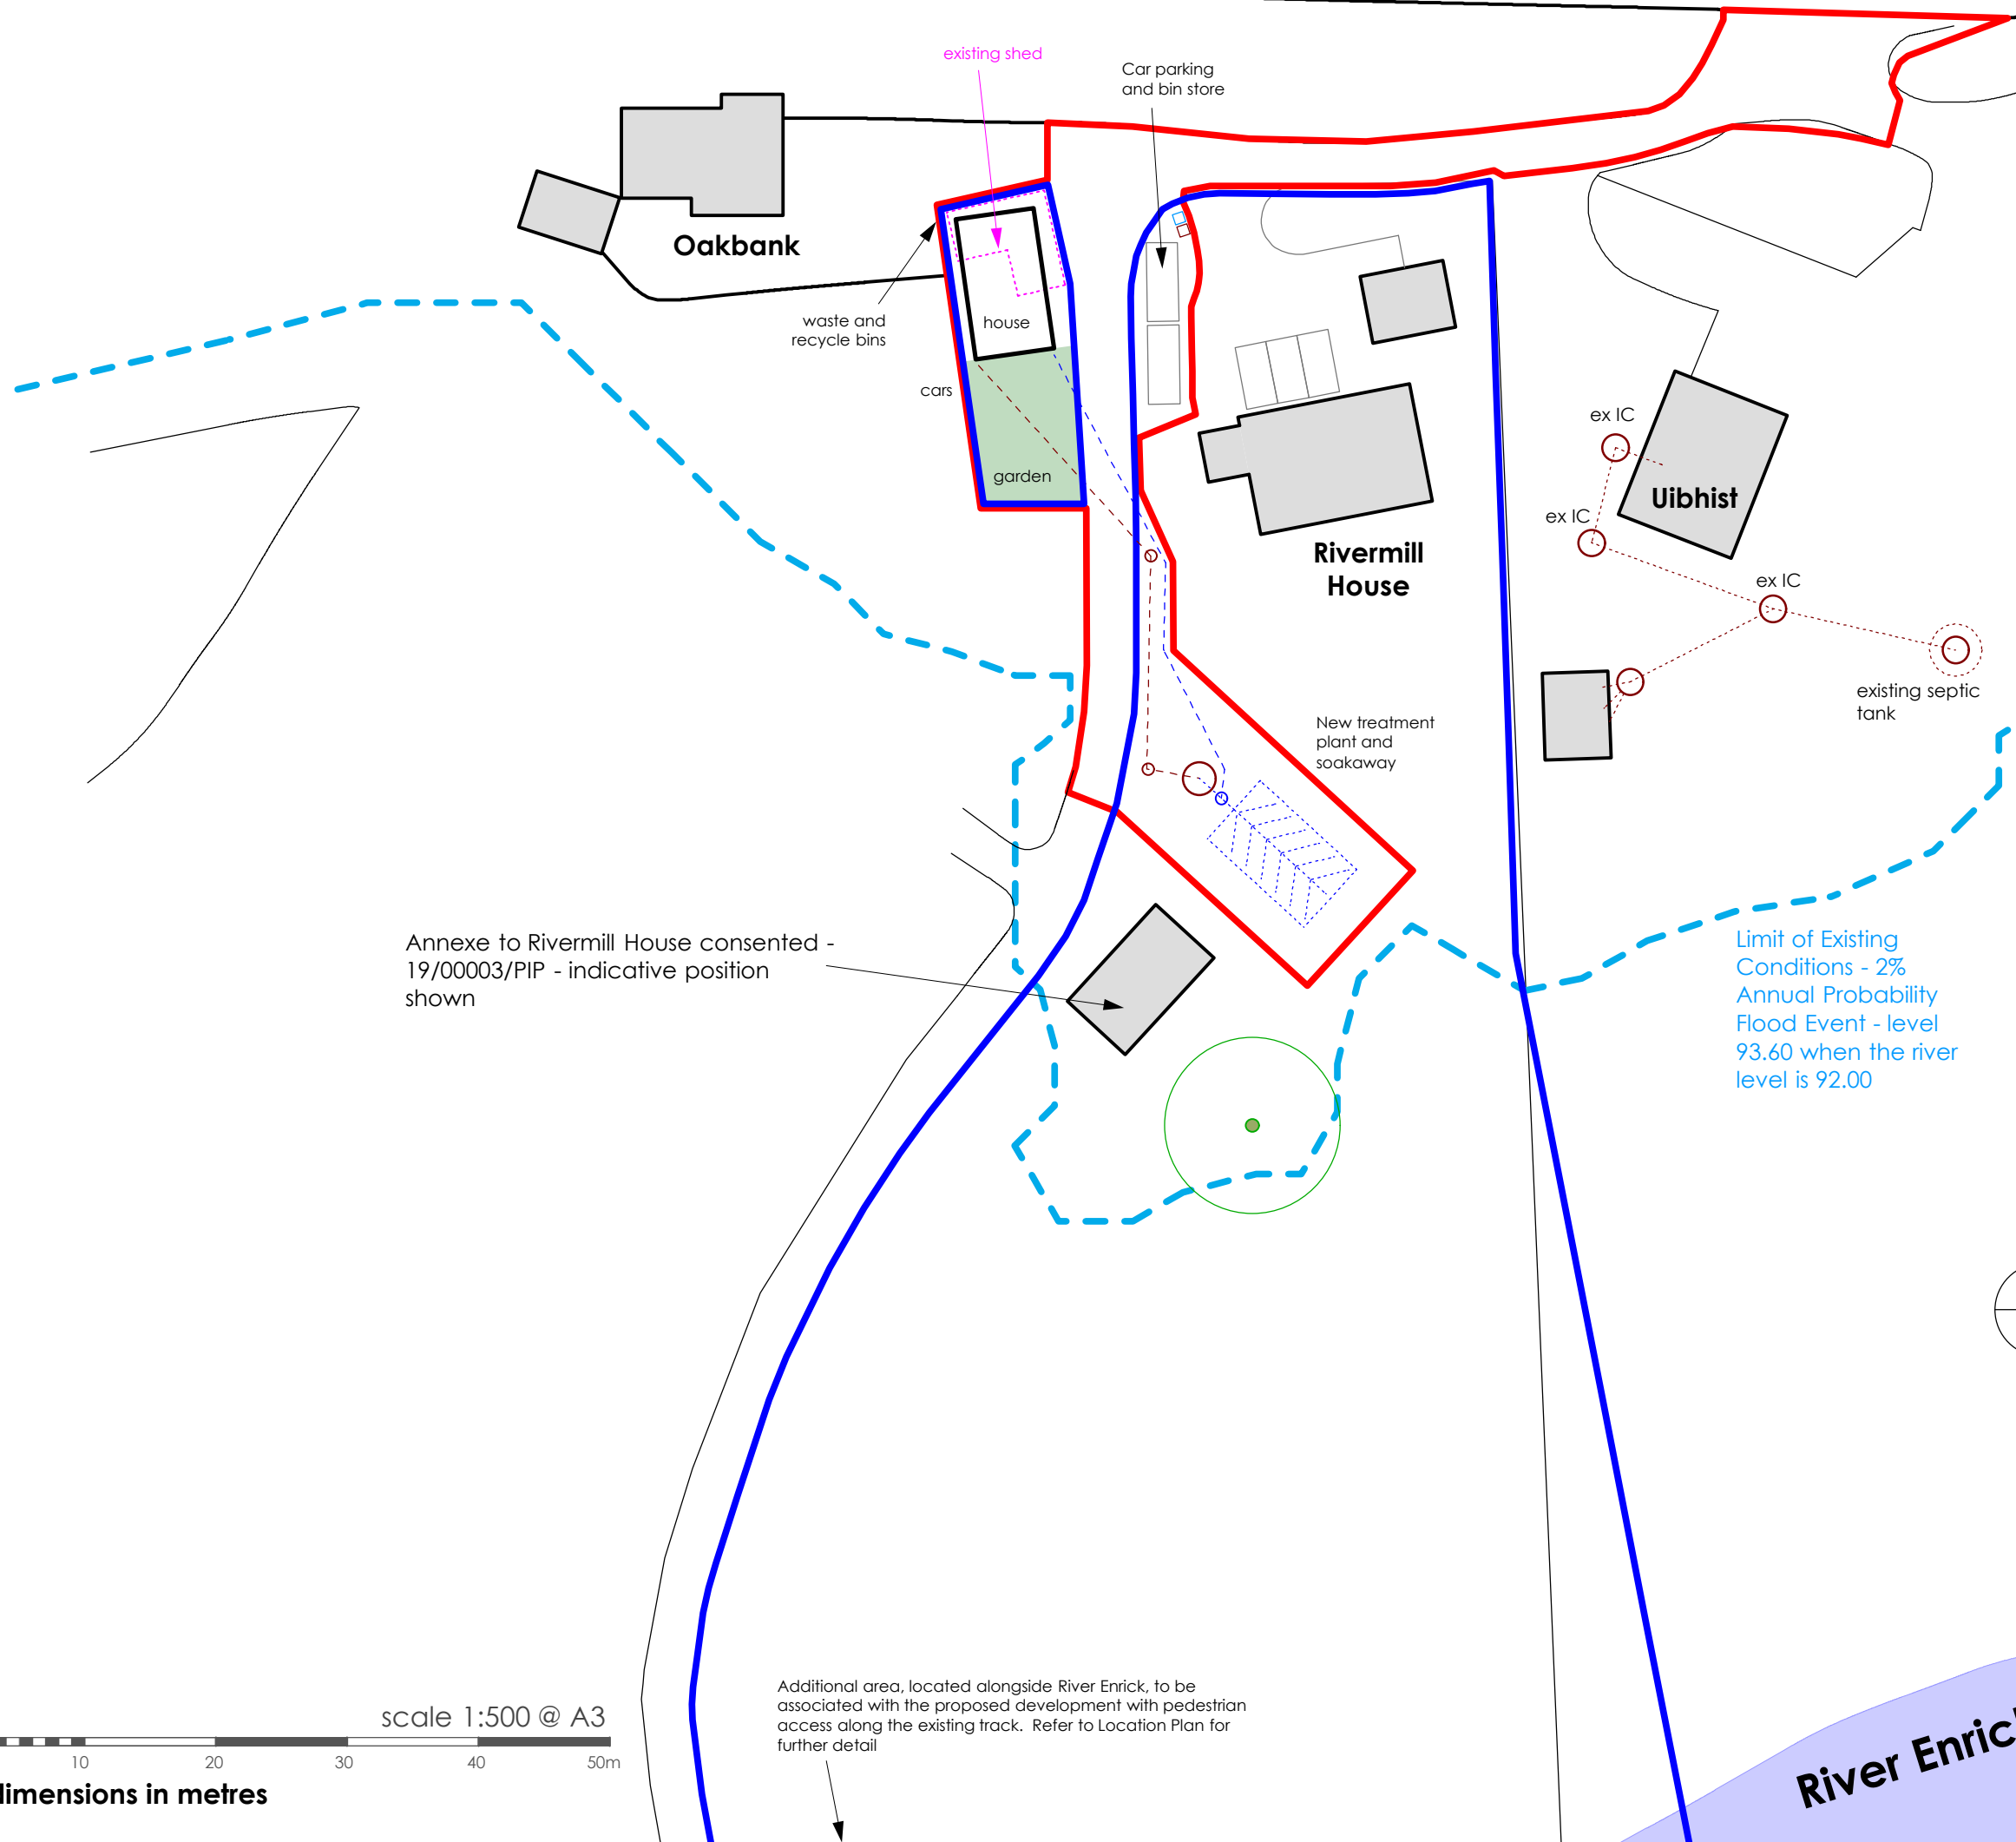 existing shed
Car parking
and bin store
Oakbank
waste and
recycle bins
house
cars
garden
Rivermill
House
ex IC
Uibhist
ex IC
ex IC
existing septic
tank
New treatment
plant and
soakaway
Annexe to Rivermill House consented -
19/00003/PIP - indicative position
shown
Limit of Existing
Conditions - 2%
Annual Probability
Flood Event - level
93.60 when the river
level is 92.00
Additional area, located alongside River Enrick, to be
associated with the proposed development with pedestrian
access along the existing track. Refer to Location Plan for
further detail
scale 1:500 @ A3
10 20 30 40 50m
dimensions in metres
River Enric